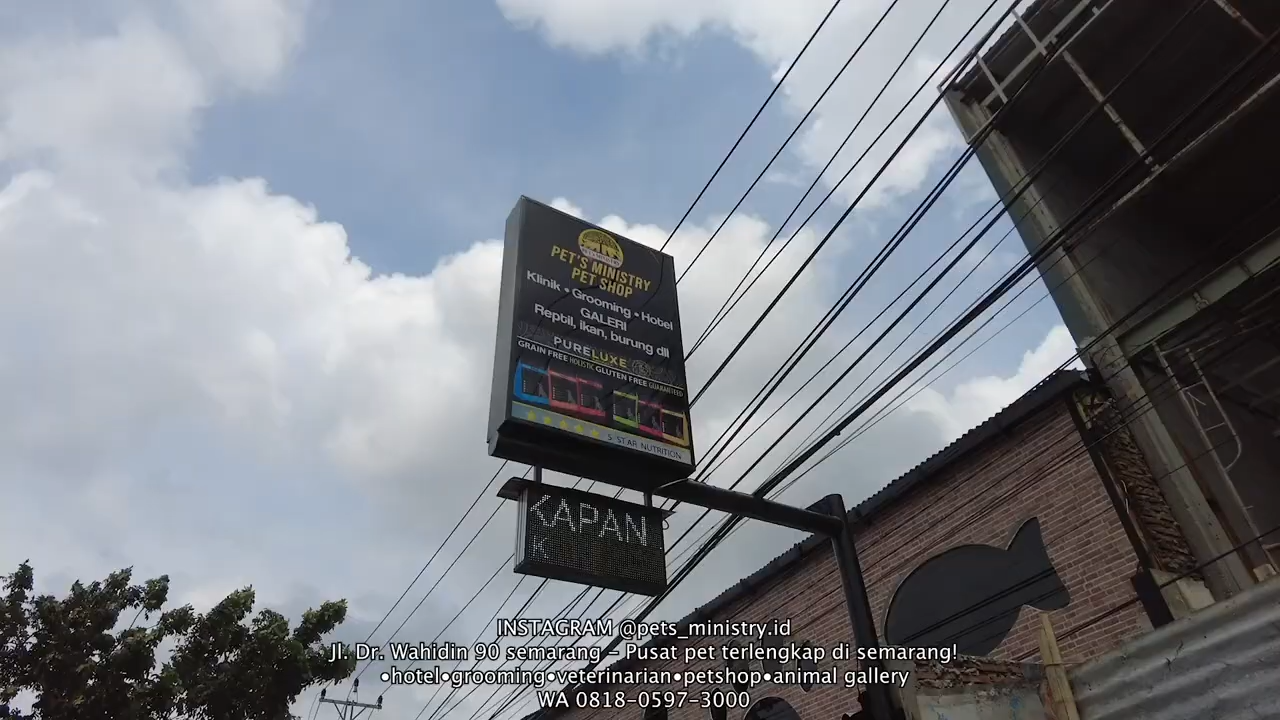 PET'S MINISTRY
PET SHOP
Klinik • Grooming • Hotel
GALERI
Reptil, ikan, burung dll
PURELUXE
GRAIN FREE HOLISTIC GLUTEN FREE GUARANTEED
5 STAR NUTRITION
KAPAN
K
INSTAGRAM @pets_ministry.id
Jl. Dr. Wahidin 90 semarang - Pusat pet terlengkap di semarang!
•hotel•grooming•veterinarian•petshop•animal gallery
WA 0818-0597-3000